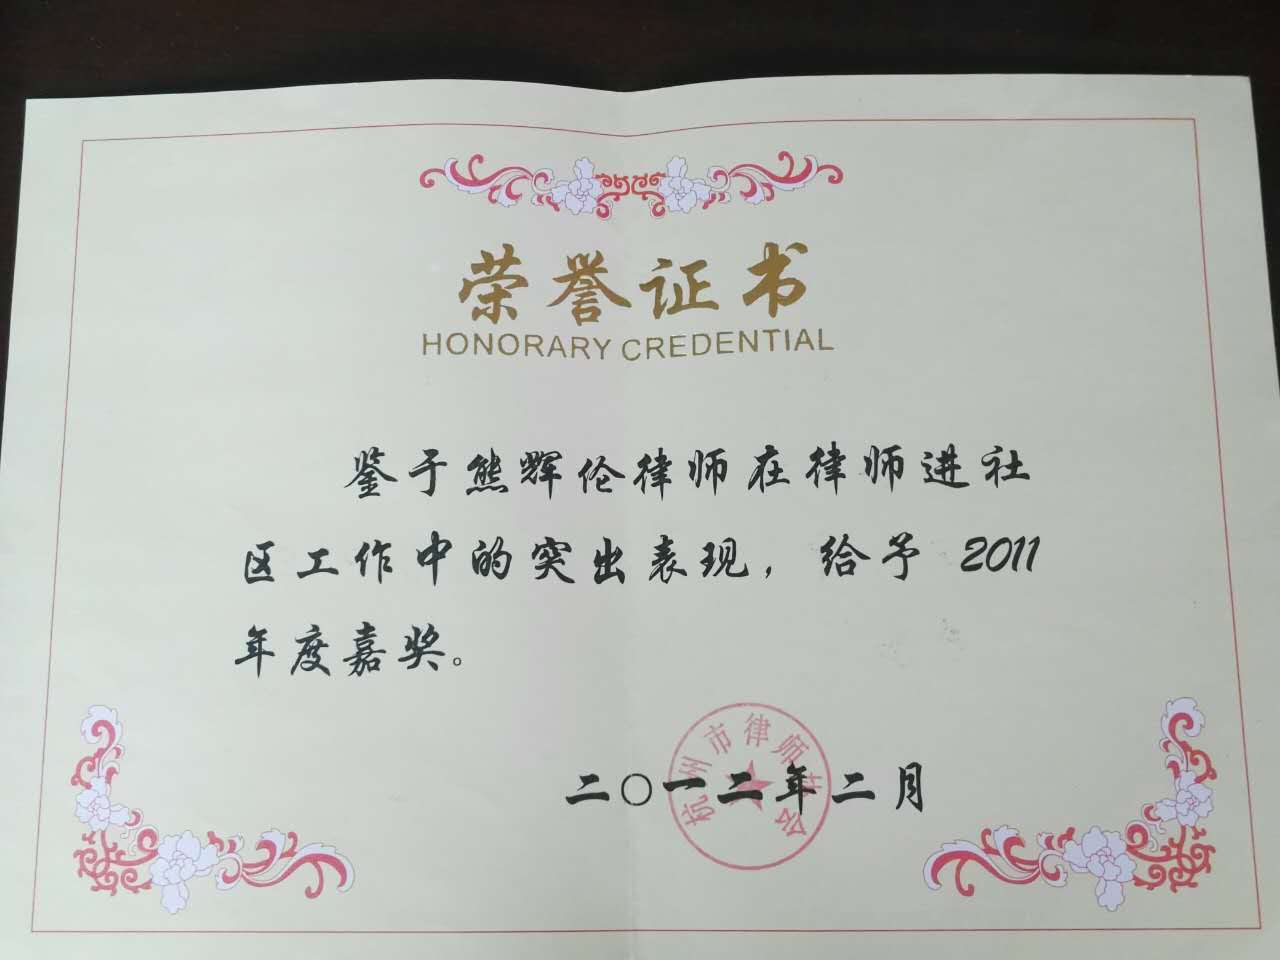 荣誉证书
HONORARY CREDENTIAL
鉴于熊辉伦律师在律师进社
区工作中的突出表现，给予 2011
年度嘉奖。
杭州市律师协会
二〇一二年二月